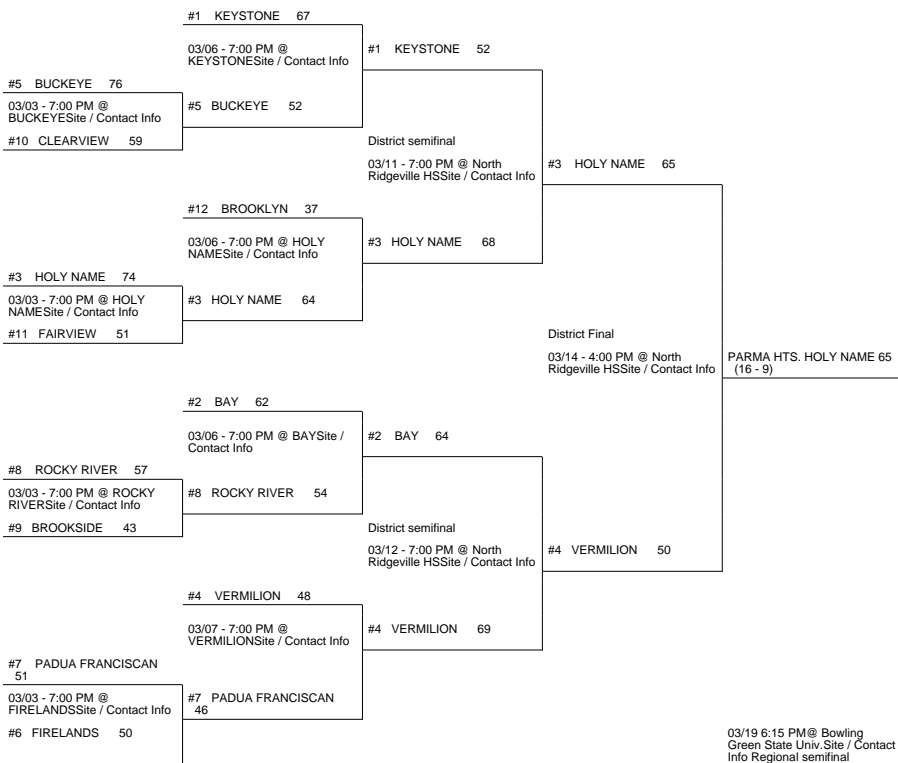 #1 KEYSTONE 67
03/06 - 7:00 PM @
KEYSTONESite / Contact Info
#1 KEYSTONE 52
#5 BUCKEYE 76
03/03 - 7:00 PM @
BUCKEYESite / Contact Info
#5 BUCKEYE 52
#10 CLEARVIEW 59
District semifinal
03/11 - 7:00 PM @ North
Ridgeville HSSite / Contact Info
#3 HOLY NAME 65
#12 BROOKLYN 37
03/06 - 7:00 PM @ HOLY
NAMESite / Contact Info
#3 HOLY NAME 68
#3 HOLY NAME 74
03/03 - 7:00 PM @ HOLY
NAMESite / Contact Info
#3 HOLY NAME 64
#11 FAIRVIEW 51
District Final
03/14 - 4:00 PM @ North
Ridgeville HSSite / Contact Info
PARMA HTS. HOLY NAME 65
(16 - 9)
#2 BAY 62
03/06 - 7:00 PM @ BAYSite /
Contact Info
#2 BAY 64
#8 ROCKY RIVER 57
03/03 - 7:00 PM @ ROCKY
RIVERSite / Contact Info
#8 ROCKY RIVER 54
#9 BROOKSIDE 43
District semifinal
03/12 - 7:00 PM @ North
Ridgeville HSSite / Contact Info
#4 VERMILION 50
#4 VERMILION 48
03/07 - 7:00 PM @
VERMILIONSite / Contact Info
#4 VERMILION 69
#7 PADUA FRANCISCAN
51
03/03 - 7:00 PM @
FIRELANDSSite / Contact Info
#7 PADUA FRANCISCAN
46
#6 FIRELANDS 50
03/19 6:15 PM@ Bowling
Green State Univ.Site / Contact
Info Regional semifinal